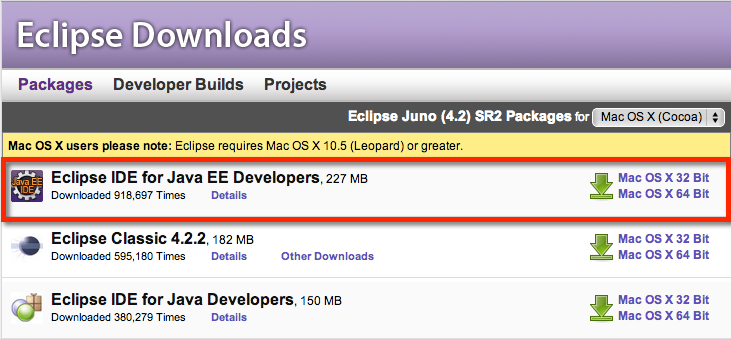 Eclipse Downloads
Packages Developer Builds Projects
Eclipse Juno (4.2) SR2 Packages for Mac OS X (Cocoa)
Mac OS X users please note: Eclipse requires Mac OS X 10.5 (Leopard) or greater.
Java EE
IDE
Eclipse IDE for Java EE Developers, 227 MB
Downloaded 918,697 Times Details
Mac OS X 32 Bit
Mac OS X 64 Bit
Eclipse Classic 4.2.2, 182 MB
Downloaded 595,180 Times Details Other Downloads
Mac OS X 32 Bit
Mac OS X 64 Bit
Eclipse IDE for Java Developers, 150 MB
Downloaded 380,279 Times Details
Mac OS X 32 Bit
Mac OS X 64 Bit